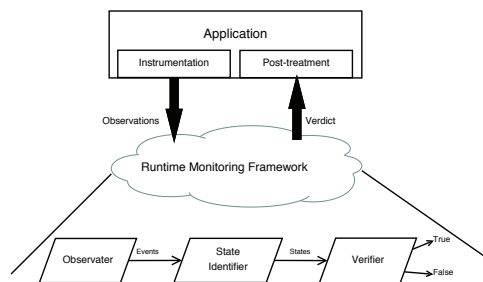 Application
Instrumentation
Post-treatment
Observations
Verdict
Runtime Monitoring Framework
Observater
Events
State
Identifier
States
Verifier
True
False